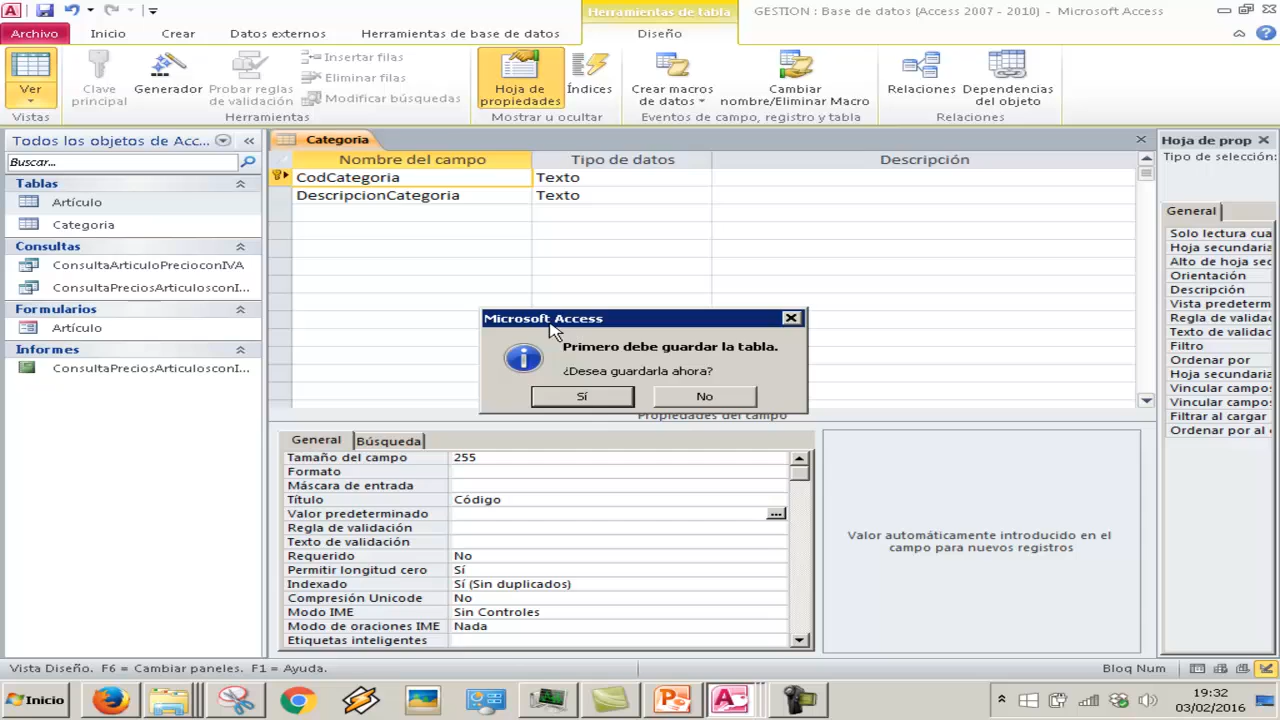 GESTION : Base de datos (Access 2007 - 2010) - Microsoft Access
Herramientas de tabla
Archivo Inicio Crear Datos externos Herramientas de base de datos Diseño
Ver
Vistas
Clave principal
Generador
Probar reglas de validación
Insertar filas
Eliminar filas
Modificar búsquedas
Herramientas
Hoja de propiedades
Índices
Mostrar u ocultar
Crear macros de datos
Cambiar nombre/Eliminar Macro
Eventos de campo, registro y tabla
Relaciones
Dependencias del objeto
Relaciones
Todos los objetos de Acc...
Buscar...
Tablas
Artículo
Categoria
Consultas
ConsultaArticuloPrecioconIVA
ConsultaPreciosArticulosconI...
Formularios
Artículo
Informes
ConsultaPreciosArticulosconI...
Categoria
Nombre del campo Tipo de datos Descripción
CodCategoria Texto
DescripcionCategoria Texto
Microsoft Access
Primero debe guardar la tabla.
¿Desea guardarla ahora?
Sí No
Propiedades del campo
General Búsqueda
Tamaño del campo 255
Formato
Máscara de entrada
Título Código
Valor predeterminado ...
Regla de validación
Texto de validación
Requerido No
Permitir longitud cero Sí
Indexado Sí (Sin duplicados)
Compresión Unicode No
Modo IME Sin Controles
Modo de oraciones IME Nada
Etiquetas inteligentes
Valor automáticamente introducido en el
campo para nuevos registros
Hoja de prop
Tipo de selección:
General
Solo lectura cua
Hoja secundaria
Alto de hoja sec
Orientación
Descripción
Vista predeterm
Regla de valida
Texto de validac
Filtro
Ordenar por
Hoja secundaria
Vincular campo
Vincular campo
Filtrar al cargar
Ordenar por al
Vista Diseño. F6 = Cambiar paneles. F1 = Ayuda.
Bloq Num
Inicio
19:32
03/02/2016